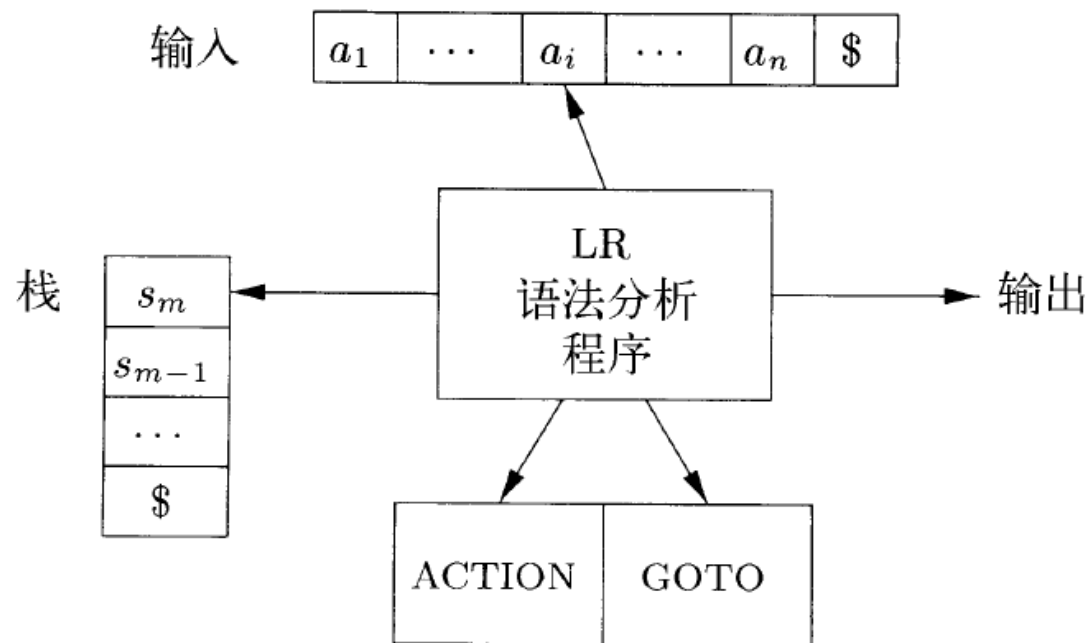 输入 a₁ ··· aᵢ ··· aₙ $
LR
语法分析
程序
栈
sₘ
sₘ₋₁
···
$
输出
ACTION GOTO